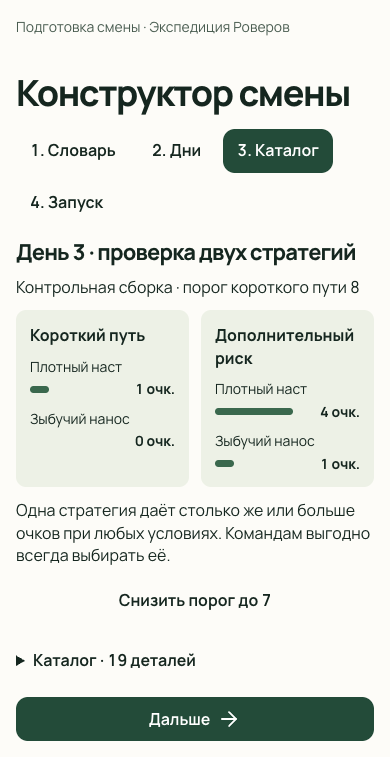 Подготовка смены · Экспедиция Роверов
Конструктор смены
1. Словарь
2. Дни
3. Каталог
4. Запуск
День 3 · проверка двух стратегий
Контрольная сборка · порог короткого пути 8
Короткий путь
Плотный наст
1 очк.
Зыбучий нанос
0 очк.
Дополнительный
риск
Плотный наст
4 очк.
Зыбучий нанос
1 очк.
Одна стратегия даёт столько же или больше
очков при любых условиях. Командам выгодно
всегда выбирать её.
Снизить порог до 7
Каталог · 19 деталей
Дальше